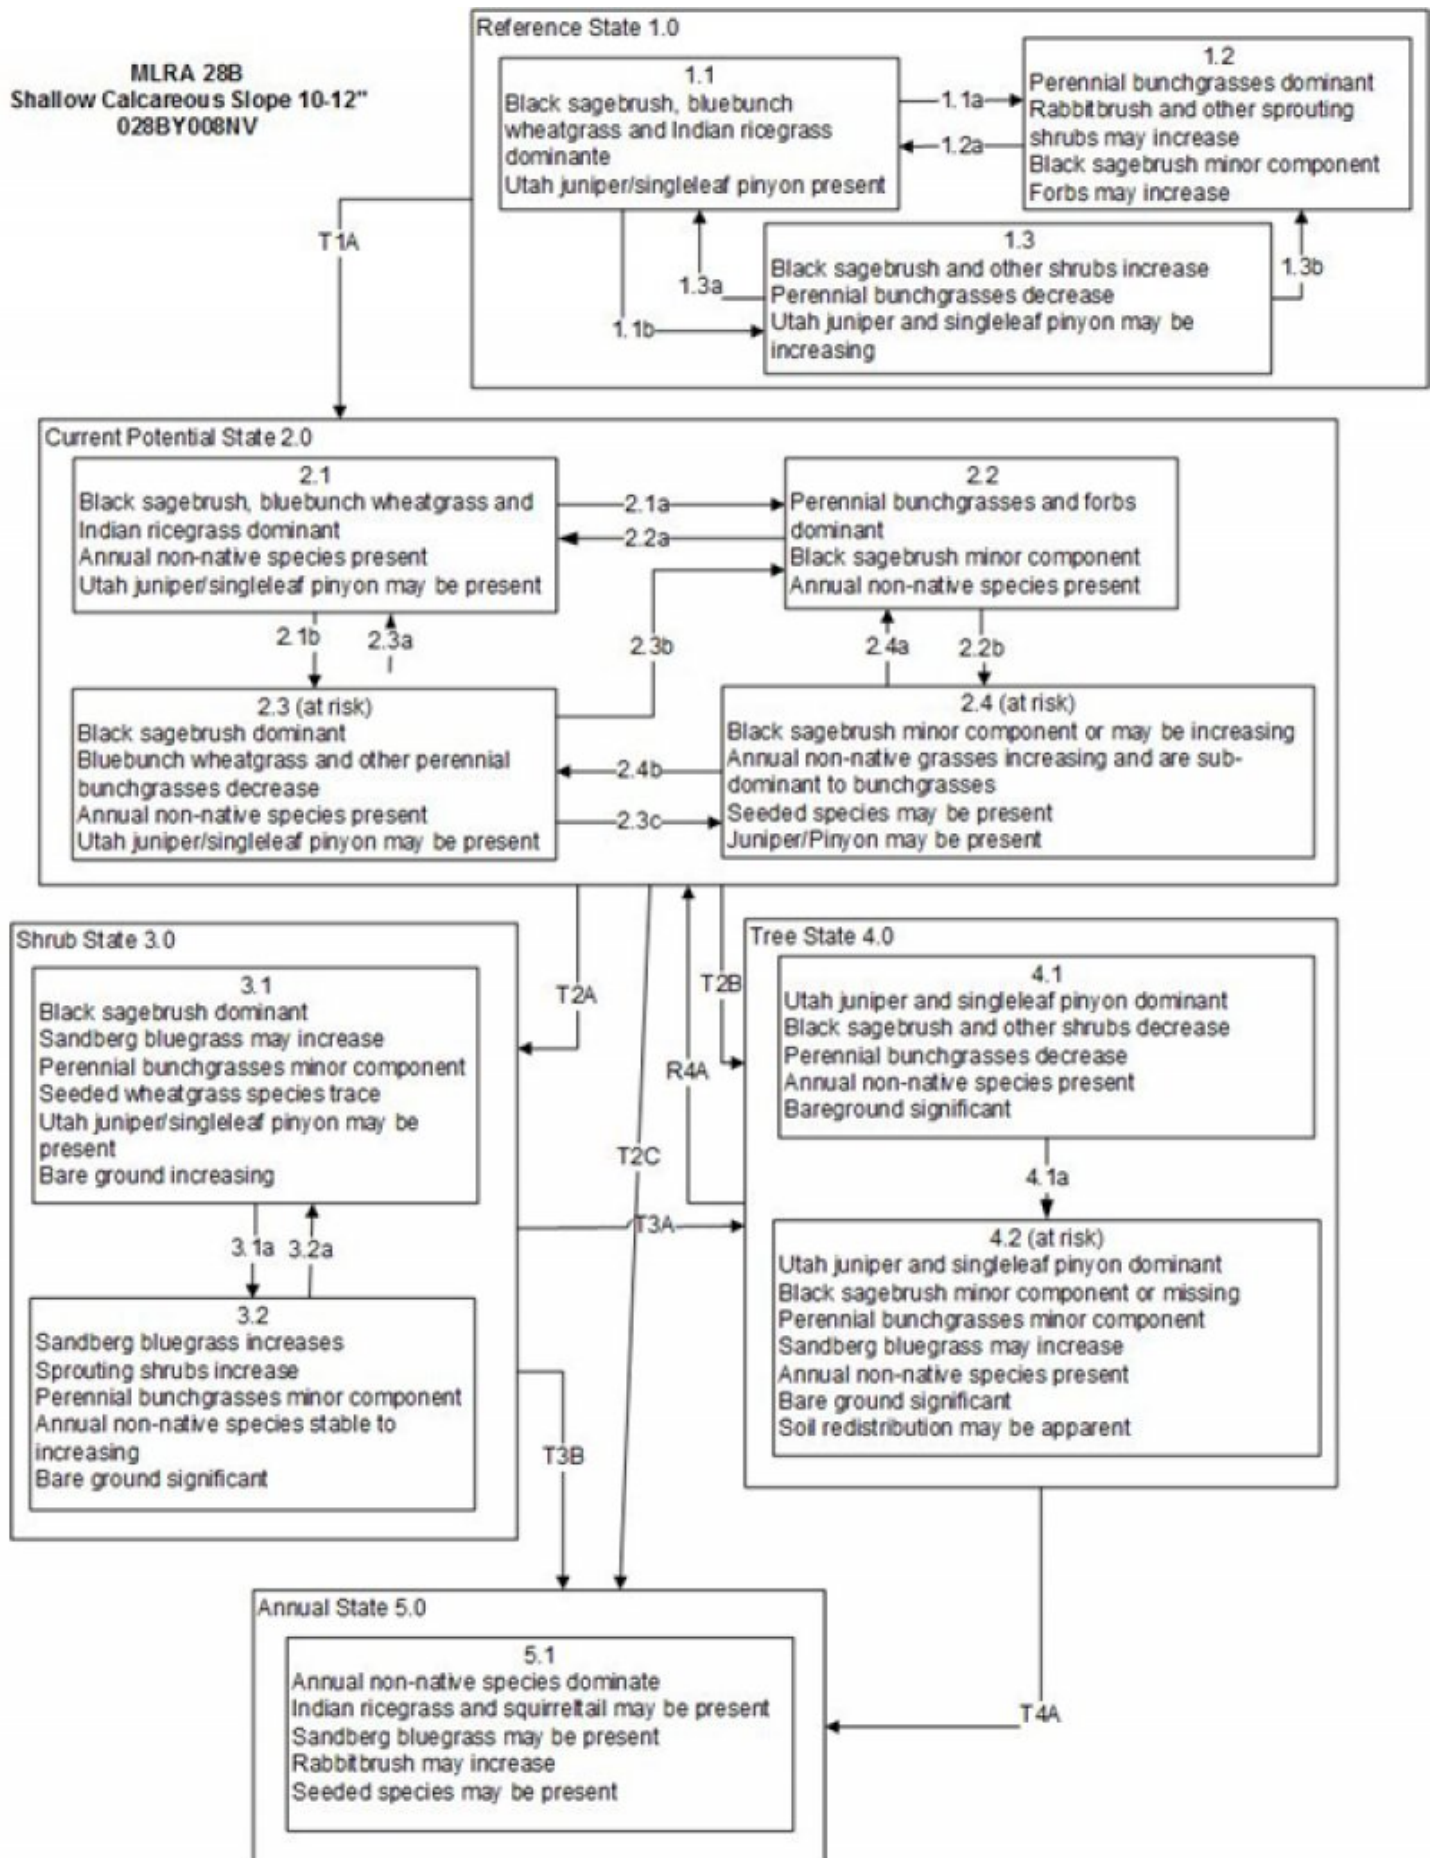 MLRA 28B
Shallow Calcareous Slope 10-12"
028BY008NV
Reference State 1.0
1.1
Black sagebrush, bluebunch
wheatgrass and Indian ricegrass
dominante
Utah juniper/singleleaf pinyon present
1.1a
1.2a
1.2
Perennial bunchgrasses dominant
Rabbitbrush and other sprouting
shrubs may increase
Black sagebrush minor component
Forbs may increase
T1A
1.3a
1.1b
1.3
Black sagebrush and other shrubs increase
Perennial bunchgrasses decrease
Utah juniper and singleleaf pinyon may be
increasing
1.3b
Current Potential State 2.0
2.1
Black sagebrush, bluebunch wheatgrass and
Indian ricegrass dominant
Annual non-native species present
Utah juniper/singleleaf pinyon may be present
2.1a
2.2a
2.2
Perennial bunchgrasses and forbs
dominant
Black sagebrush minor component
Annual non-native species present
2.1b
2.3a
2.3b
2.4a
2.2b
2.3 (at risk)
Black sagebrush dominant
Bluebunch wheatgrass and other perennial
bunchgrasses decrease
Annual non-native species present
Utah juniper/singleleaf pinyon may be present
2.4b
2.3c
2.4 (at risk)
Black sagebrush minor component or may be increasing
Annual non-native grasses increasing and are sub-
dominant to bunchgrasses
Seeded species may be present
Juniper/Pinyon may be present
Shrub State 3.0
3.1
Black sagebrush dominant
Sandberg bluegrass may increase
Perennial bunchgrasses minor component
Seeded wheatgrass species trace
Utah juniper/singleleaf pinyon may be
present
Bare ground increasing
T2A
T2C
R4A
T2B
Tree State 4.0
4.1
Utah juniper and singleleaf pinyon dominant
Black sagebrush and other shrubs decrease
Perennial bunchgrasses decrease
Annual non-native species present
Bareground significant
4.1a
3.1a
3.2a
T3A
3.2
Sandberg bluegrass increases
Sprouting shrubs increase
Perennial bunchgrasses minor component
Annual non-native species stable to
increasing
Bare ground significant
4.2 (at risk)
Utah juniper and singleleaf pinyon dominant
Black sagebrush minor component or missing
Perennial bunchgrasses minor component
Sandberg bluegrass may increase
Annual non-native species present
Bare ground significant
Soil redistribution may be apparent
T3B
Annual State 5.0
5.1
Annual non-native species dominate
Indian ricegrass and squirreltail may be present
Sandberg bluegrass may be present
Rabbitbrush may increase
Seeded species may be present
T4A